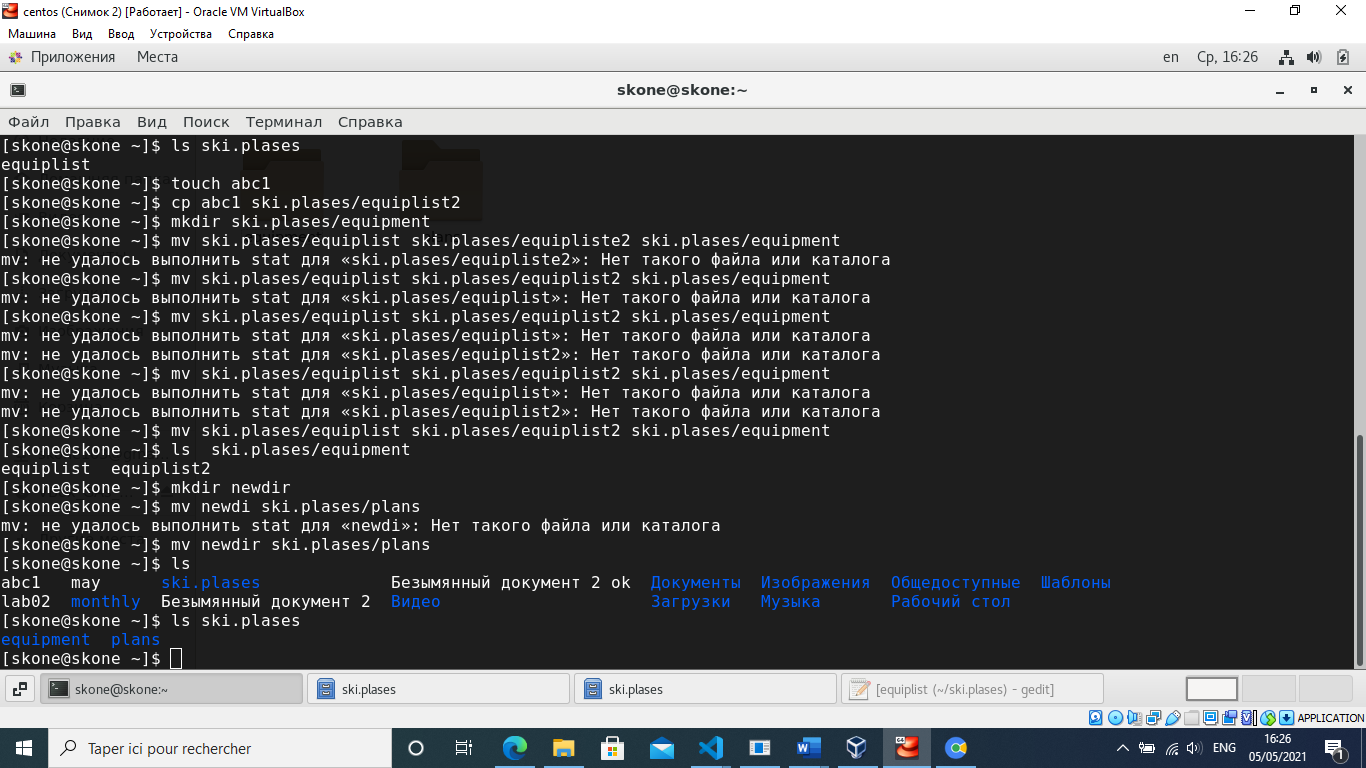 centos (Снимок 2) [Работает] - Oracle VM VirtualBox
Машина Вид Ввод Устройства Справка
Приложения Места en Ср, 16:26
skone@skone:~
Файл Правка Вид Поиск Терминал Справка
[skone@skone ~]$ ls ski.plases
equiplist
[skone@skone ~]$ touch abc1
[skone@skone ~]$ cp abc1 ski.plases/equiplist2
[skone@skone ~]$ mkdir ski.plases/equipment
[skone@skone ~]$ mv ski.plases/equiplist ski.plases/equipliste2 ski.plases/equipment
mv: не удалось выполнить stat для «ski.plases/equipliste2»: Нет такого файла или каталога
[skone@skone ~]$ mv ski.plases/equiplist ski.plases/equiplist2 ski.plases/equipment
mv: не удалось выполнить stat для «ski.plases/equiplist»: Нет такого файла или каталога
[skone@skone ~]$ mv ski.plases/equiplist ski.plases/equiplist2 ski.plases/equipment
mv: не удалось выполнить stat для «ski.plases/equiplist»: Нет такого файла или каталога
mv: не удалось выполнить stat для «ski.plases/equiplist2»: Нет такого файла или каталога
[skone@skone ~]$ mv ski.plases/equiplist ski.plases/equiplist2 ski.plases/equipment
mv: не удалось выполнить stat для «ski.plases/equiplist»: Нет такого файла или каталога
mv: не удалось выполнить stat для «ski.plases/equiplist2»: Нет такого файла или каталога
[skone@skone ~]$ mv ski.plases/equiplist ski.plases/equiplist2 ski.plases/equipment
[skone@skone ~]$ ls  ski.plases/equipment
equiplist  equiplist2
[skone@skone ~]$ mkdir newdir
[skone@skone ~]$ mv newdi ski.plases/plans
mv: не удалось выполнить stat для «newdi»: Нет такого файла или каталога
[skone@skone ~]$ mv newdir ski.plases/plans
[skone@skone ~]$ ls
abc1   may      ski.plases             Безымянный документ 2 ok  Документы  Изображения  Общедоступные  Шаблоны
lab02  monthly  Безымянный документ 2  Видео                     Загрузки   Музыка       Рабочий стол
[skone@skone ~]$ ls ski.plases
equipment  plans
[skone@skone ~]$
skone@skone:~ ski.plases ski.plases [equiplist (~/ski.plases) - gedit]
APPLICATION
Taper ici pour rechercher ENG 16:26
05/05/2021 1